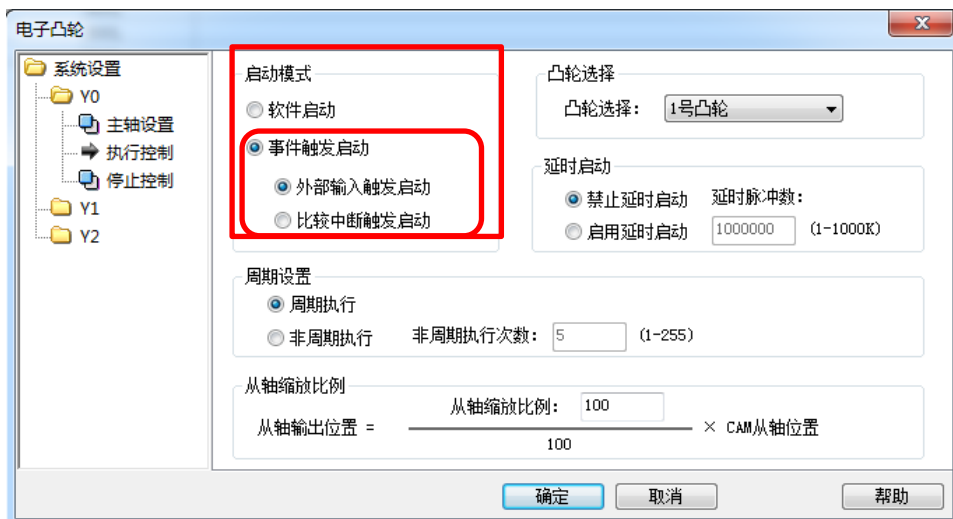 电子凸轮
系统设置
Y0
主轴设置
执行控制
停止控制
Y1
Y2
启动模式
软件启动
事件触发启动
外部输入触发启动
比较中断触发启动
凸轮选择
凸轮选择： 1号凸轮
延时启动
禁止延时启动 延时脉冲数：
启用延时启动 1000000 (1-1000K)
周期设置
周期执行
非周期执行 非周期执行次数： 5 (1-255)
从轴缩放比例
从轴缩放比例： 100
从轴输出位置 = × CAM从轴位置
100
确定 取消 帮助